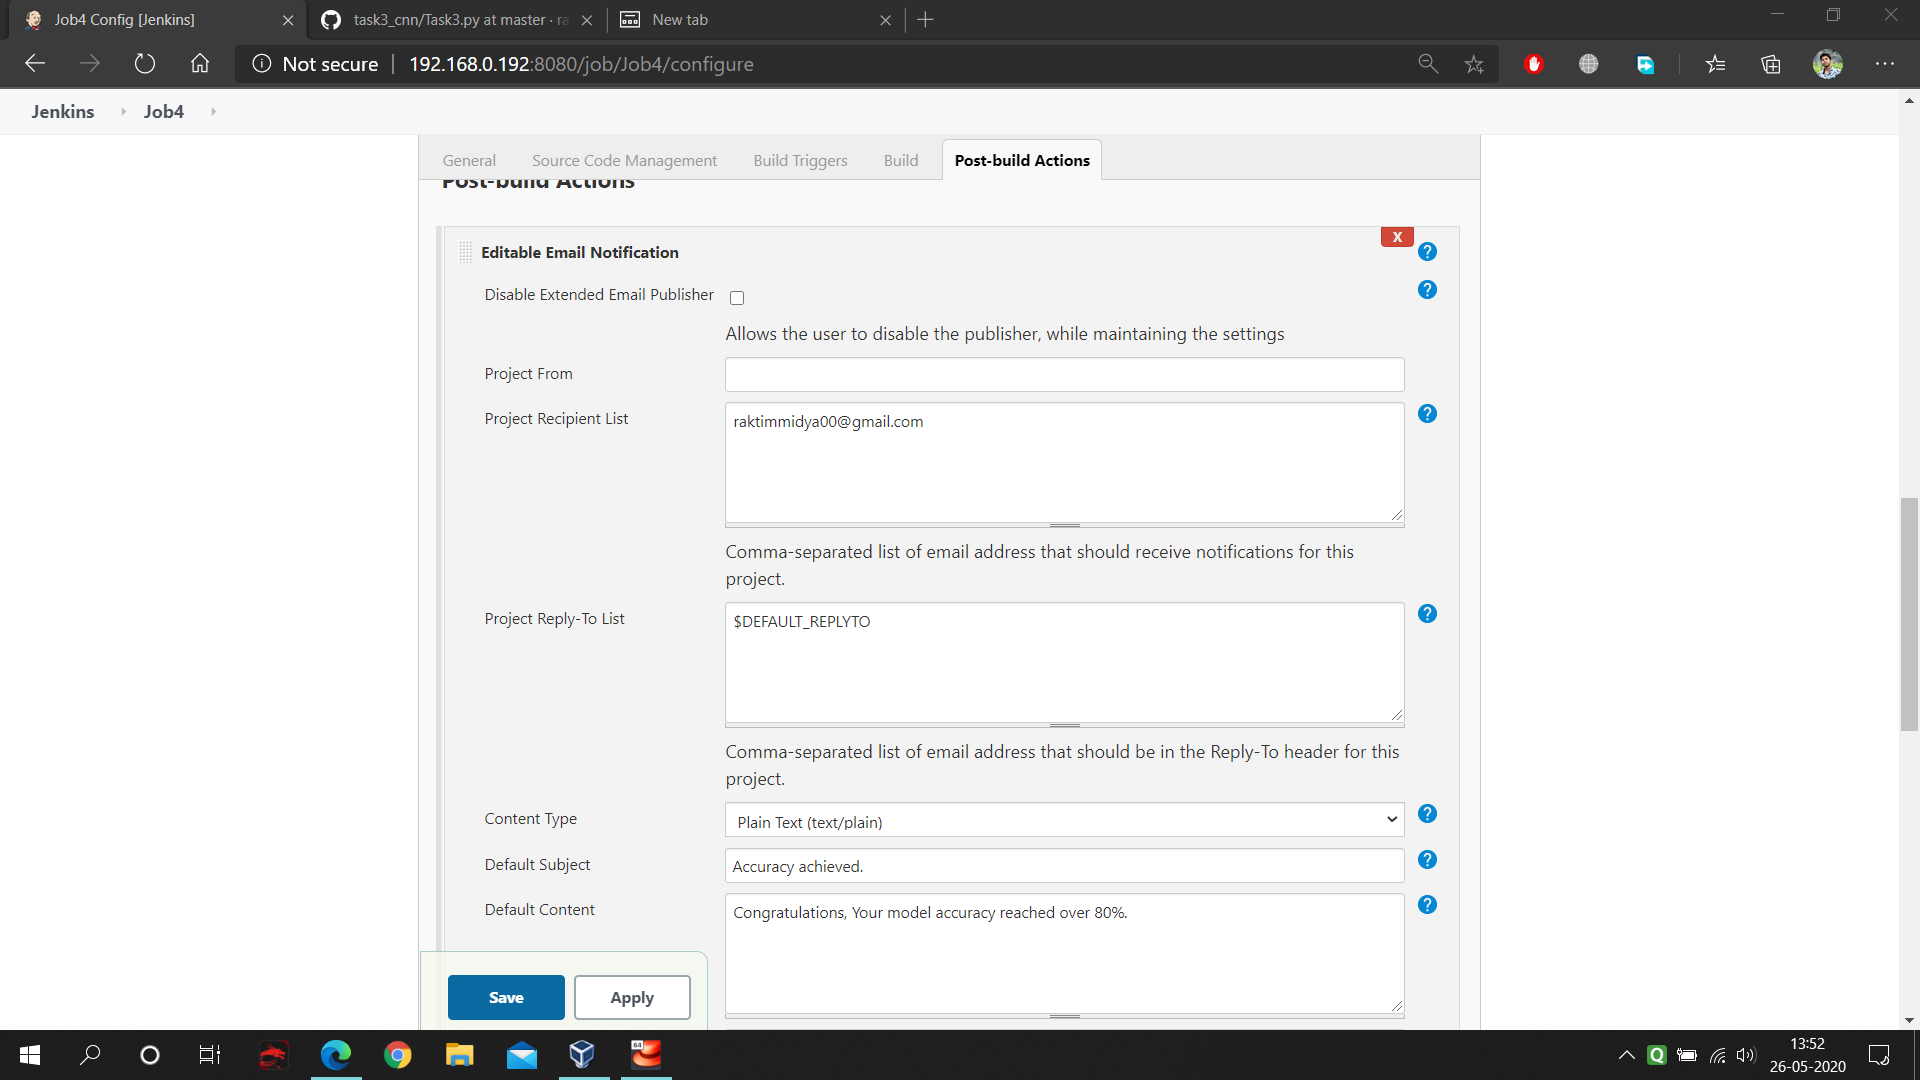 Job4 Config [Jenkins]
task3_cnn/Task3.py at master · ra
New tab
Not secure
192.168.0.192:8080/job/Job4/configure
Jenkins
Job4
General
Source Code Management
Build Triggers
Build
Post-build Actions
Post-build Actions
X
Editable Email Notification
Disable Extended Email Publisher
Allows the user to disable the publisher, while maintaining the settings
Project From
Project Recipient List
raktimmidya00@gmail.com
Comma-separated list of email address that should receive notifications for this
project.
Project Reply-To List
$DEFAULT_REPLYTO
Comma-separated list of email address that should be in the Reply-To header for this
project.
Content Type
Plain Text (text/plain)
Default Subject
Accuracy achieved.
Default Content
Congratulations, Your model accuracy reached over 80%.
Save
Apply
64
Q
13:52
26-05-2020